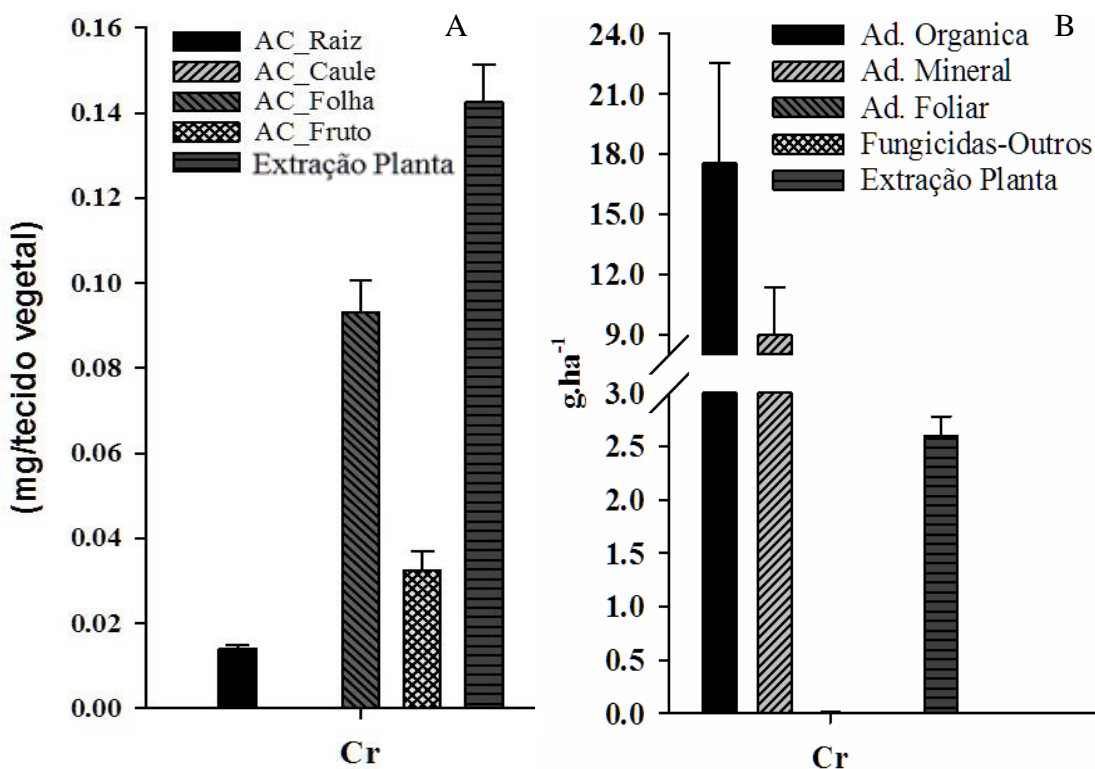 A
(mg/tecido vegetal)
0.16
0.14
0.12
0.10
0.08
0.06
0.04
0.02
0.00
AC_Raiz
AC_Caule
AC_Folha
AC_Fruto
Extração Planta
Cr
B
g.ha⁻¹
24.0
21.0
18.0
15.0
12.0
9.0
3.0
2.5
2.0
1.5
1.0
0.5
0.0
Ad. Organica
Ad. Mineral
Ad. Foliar
Fungicidas-Outros
Extração Planta
Cr